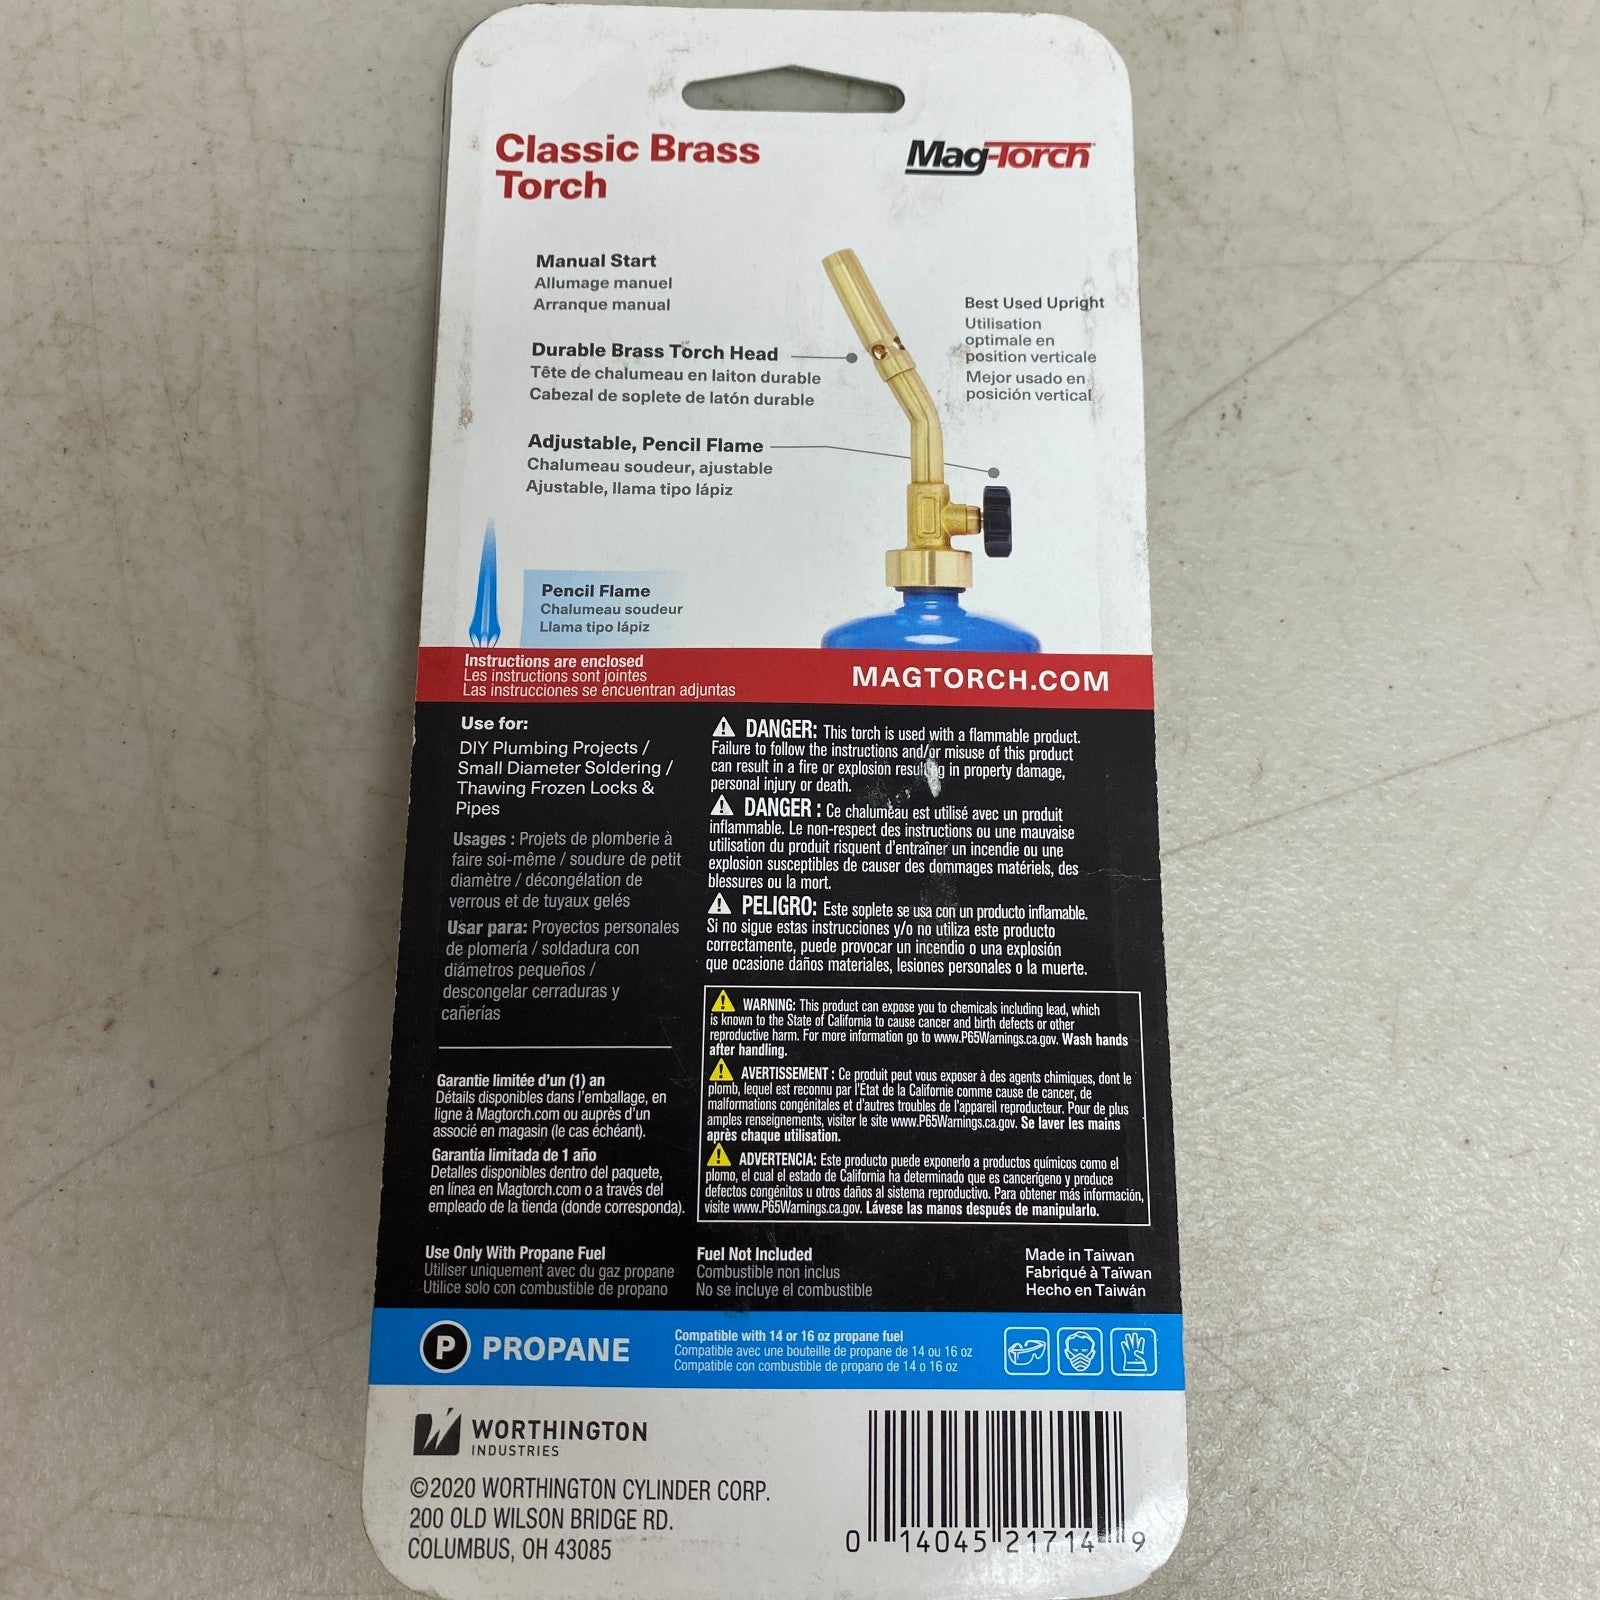 Classic Brass
Torch
Mag-Torch
Manual Start
Allumage manuel
Arranque manual
Durable Brass Torch Head
Tête de chalumeau en laiton durable
Cabezal de soplete de latón durable
Adjustable, Pencil Flame
Chalumeau soudeur, ajustable
Ajustable, llama tipo lápiz
Best Used Upright
Utilisation
optimale en
position verticale
Mejor usado en
posición vertical
Pencil Flame
Chalumeau soudeur
Llama tipo lápiz
Instructions are enclosed
Les instructions sont jointes
Las instrucciones se encuentran adjuntas
MAGTORCH.COM
Use for:
DIY Plumbing Projects /
Small Diameter Soldering /
Thawing Frozen Locks &
Pipes
Usages : Projets de plomberie à
faire soi-même / soudure de petit
diamètre / décongélation de
verrous et de tuyaux gelés
Usar para: Proyectos personales
de plomería / soldadura con
diámetros pequeños /
descongelar cerraduras y
cañerías
Garantie limitée d'un (1) an
Détails disponibles dans l'emballage, en
ligne à Magtorch.com ou auprès d'un
associé en magasin (le cas échéant).
Garantía limitada de 1 año
Detalles disponibles dentro del paquete,
en línea en Magtorch.com o a través del
empleado de la tienda (donde corresponda).
DANGER: This torch is used with a flammable product.
Failure to follow the instructions and/or misuse of this product
can result in a fire or explosion resulting in property damage,
personal injury or death.
DANGER : Ce chalumeau est utilisé avec un produit
inflammable. Le non-respect des instructions ou une mauvaise
utilisation du produit risquent d'entraîner un incendie ou une
explosion susceptibles de causer des dommages matériels, des
blessures ou la mort.
PELIGRO: Este soplete se usa con un producto inflamable.
Si no sigue estas instrucciones y/o no utiliza este producto
correctamente, puede provocar un incendio o una explosión
que ocasione daños materiales, lesiones personales o la muerte.
WARNING: This product can expose you to chemicals including lead, which
is known to the State of California to cause cancer and birth defects or other
reproductive harm. For more information go to www.P65Warnings.ca.gov. Wash hands
after handling.
AVERTISSEMENT : Ce produit peut vous exposer à des agents chimiques, dont le
plomb, lequel est reconnu par l'État de la Californie comme cause de cancer, de
malformations congénitales et d'autres troubles de l'appareil reproducteur. Pour de plus
amples renseignements, visiter le site www.P65Warnings.ca.gov. Se laver les mains
après chaque utilisation.
ADVERTENCIA: Este producto puede exponerlo a productos químicos como el
plomo, el cual el estado de California ha determinado que es cancerígeno y produce
defectos congénitos u otros daños al sistema reproductivo. Para obtener más información,
visite www.P65Warnings.ca.gov. Lávese las manos después de manipularlo.
Use Only With Propane Fuel
Utiliser uniquement avec du gaz propane
Utilice solo con combustible de propano
Fuel Not Included
Combustible non inclus
No se incluye el combustible
Made in Taiwan
Fabriqué à Taïwan
Hecho en Taiwán
P PROPANE
Compatible with 14 or 16 oz propane fuel
Compatible avec une bouteille de propane de 14 ou 16 oz
Compatible con combustible de propano de 14 o 16 oz
WORTHINGTON
INDUSTRIES
©2020 WORTHINGTON CYLINDER CORP.
200 OLD WILSON BRIDGE RD.
COLUMBUS, OH 43085
0 14045 21714 9